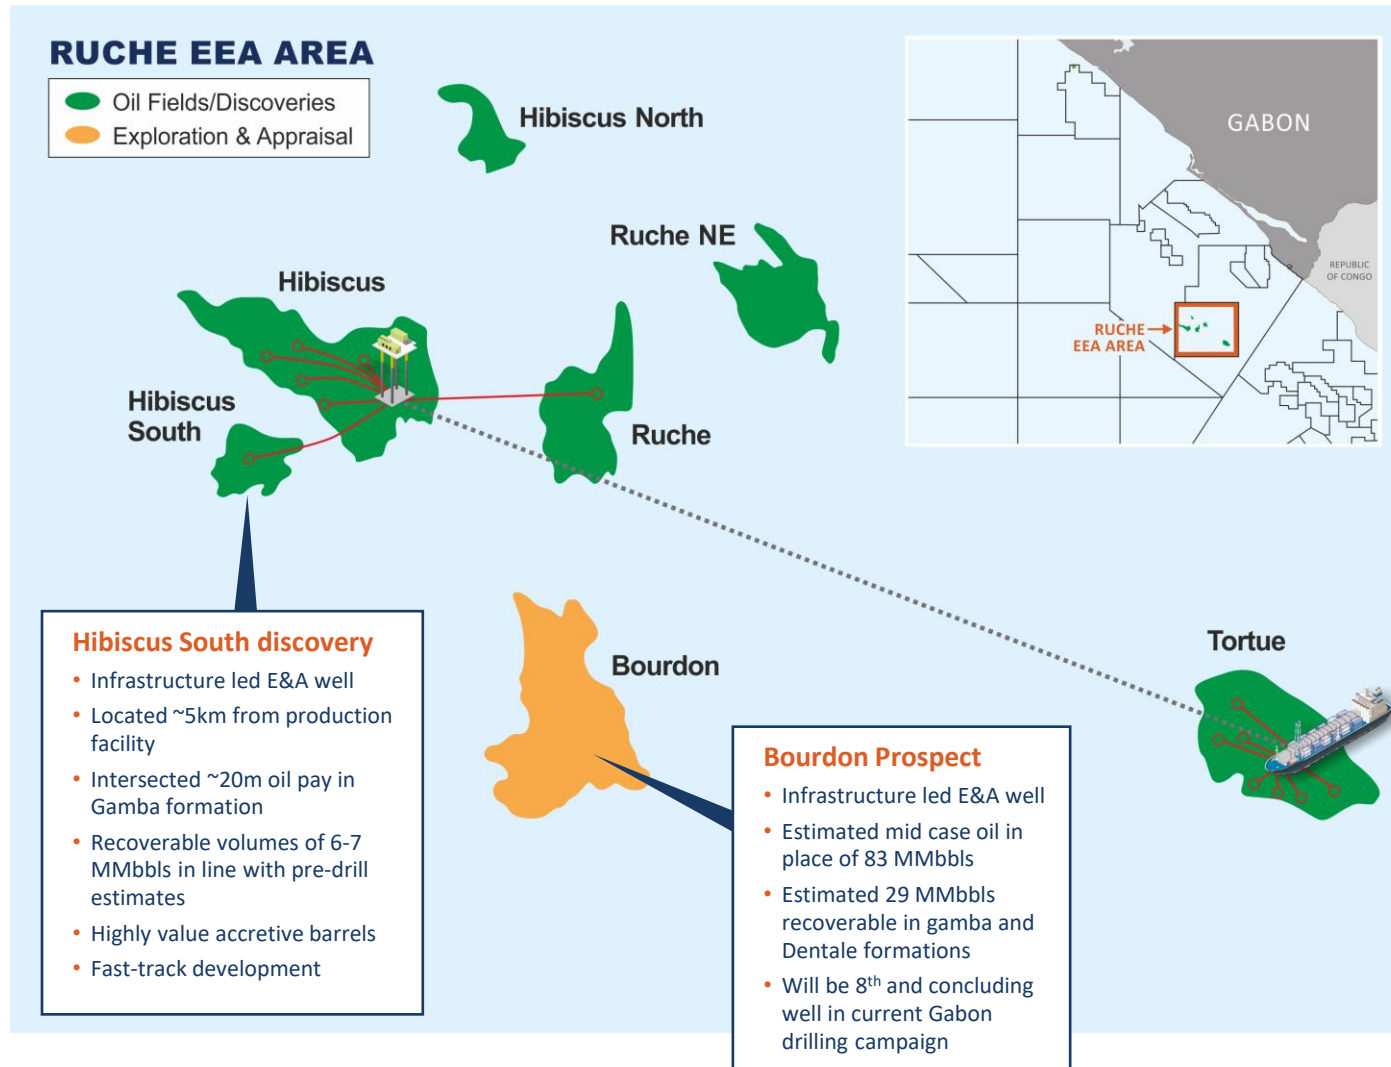 RUCHE EEA AREA
Oil Fields/Discoveries
Exploration & Appraisal
Hibiscus North
GABON
REPUBLIC
OF CONGO
RUCHE
EEA AREA
Ruche NE
Hibiscus
Hibiscus
South
Ruche
Hibiscus South discovery
• Infrastructure led E&A well
• Located ~5km from production
facility
• Intersected ~20m oil pay in
Gamba formation
• Recoverable volumes of 6-7
MMbbls in line with pre-drill
estimates
• Highly value accretive barrels
• Fast-track development
Bourdon
Tortue
Bourdon Prospect
• Infrastructure led E&A well
• Estimated mid case oil in
place of 83 MMbbls
• Estimated 29 MMbbls
recoverable in gamba and
Dentale formations
• Will be 8th and concluding
well in current Gabon
drilling campaign